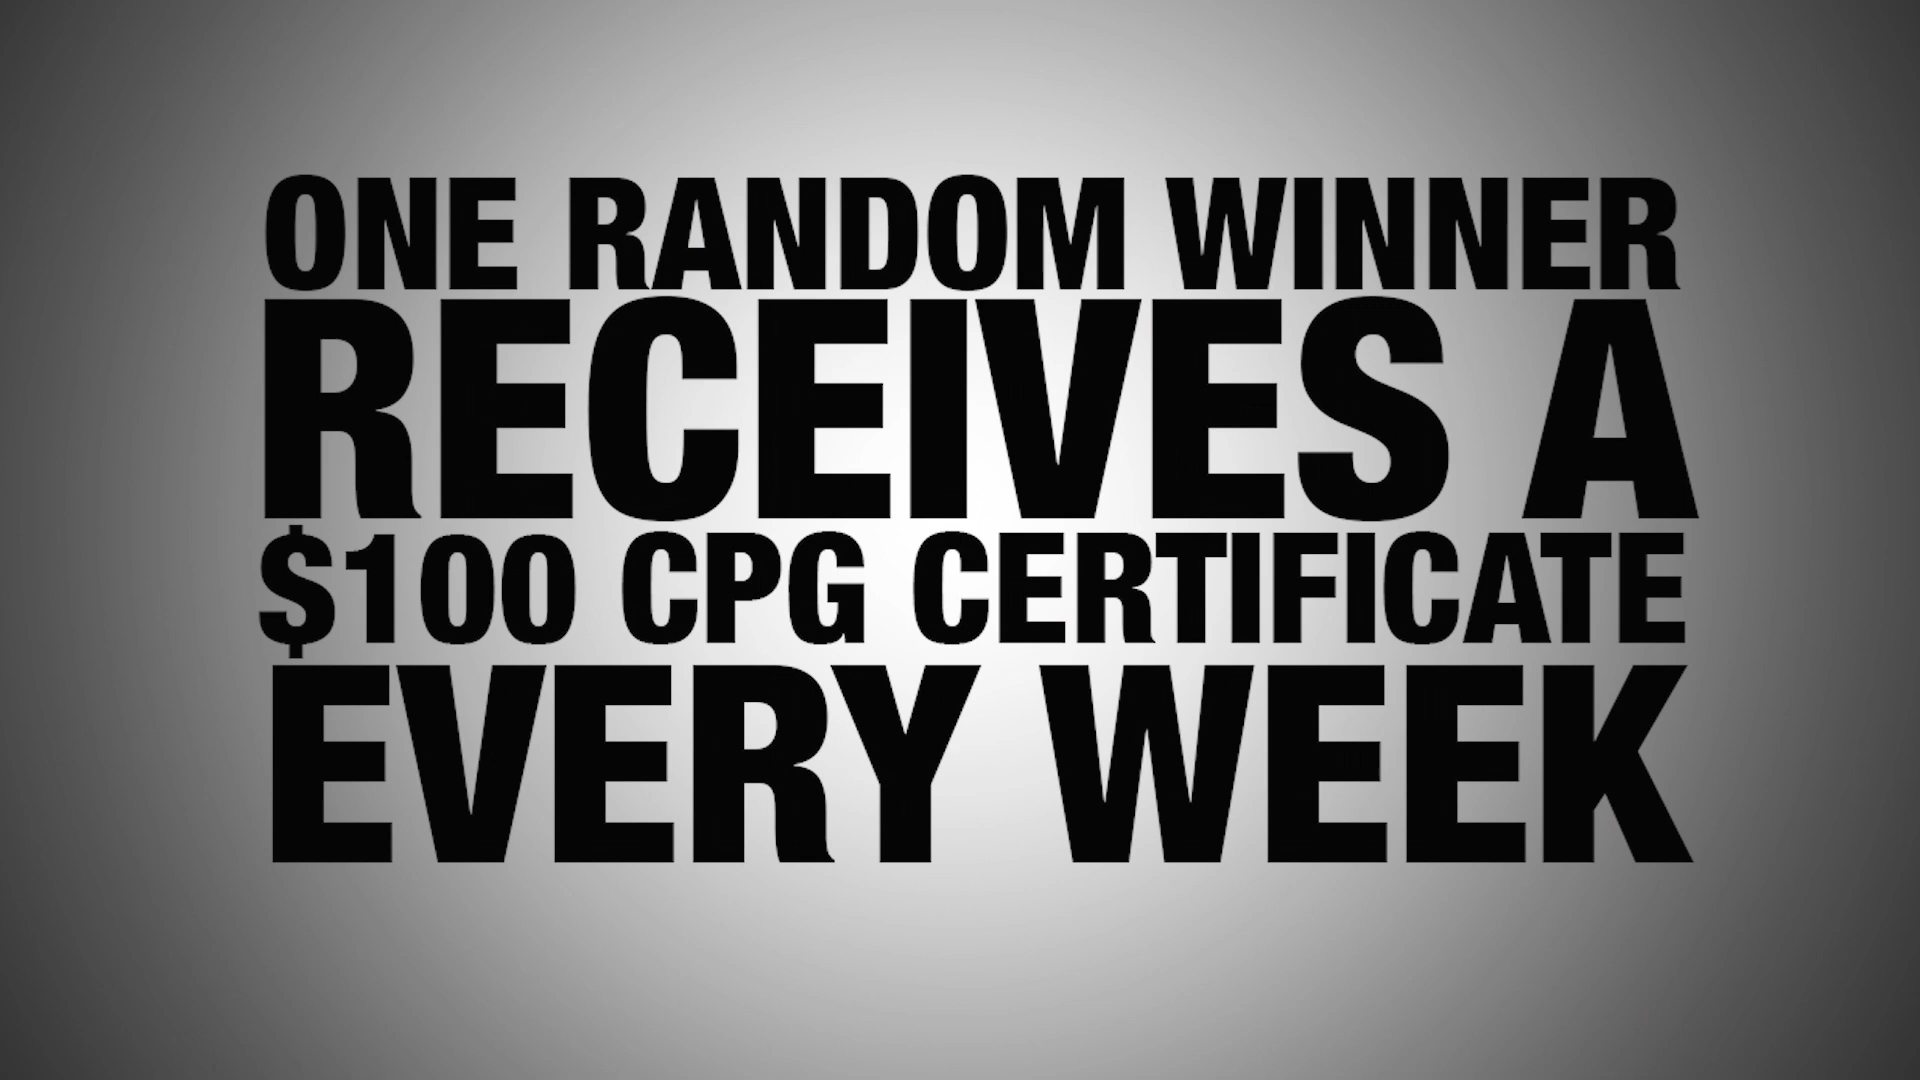 ONE RANDOM WINNER
RECEIVES A
$100 CPG CERTIFICATE
EVERY WEEK